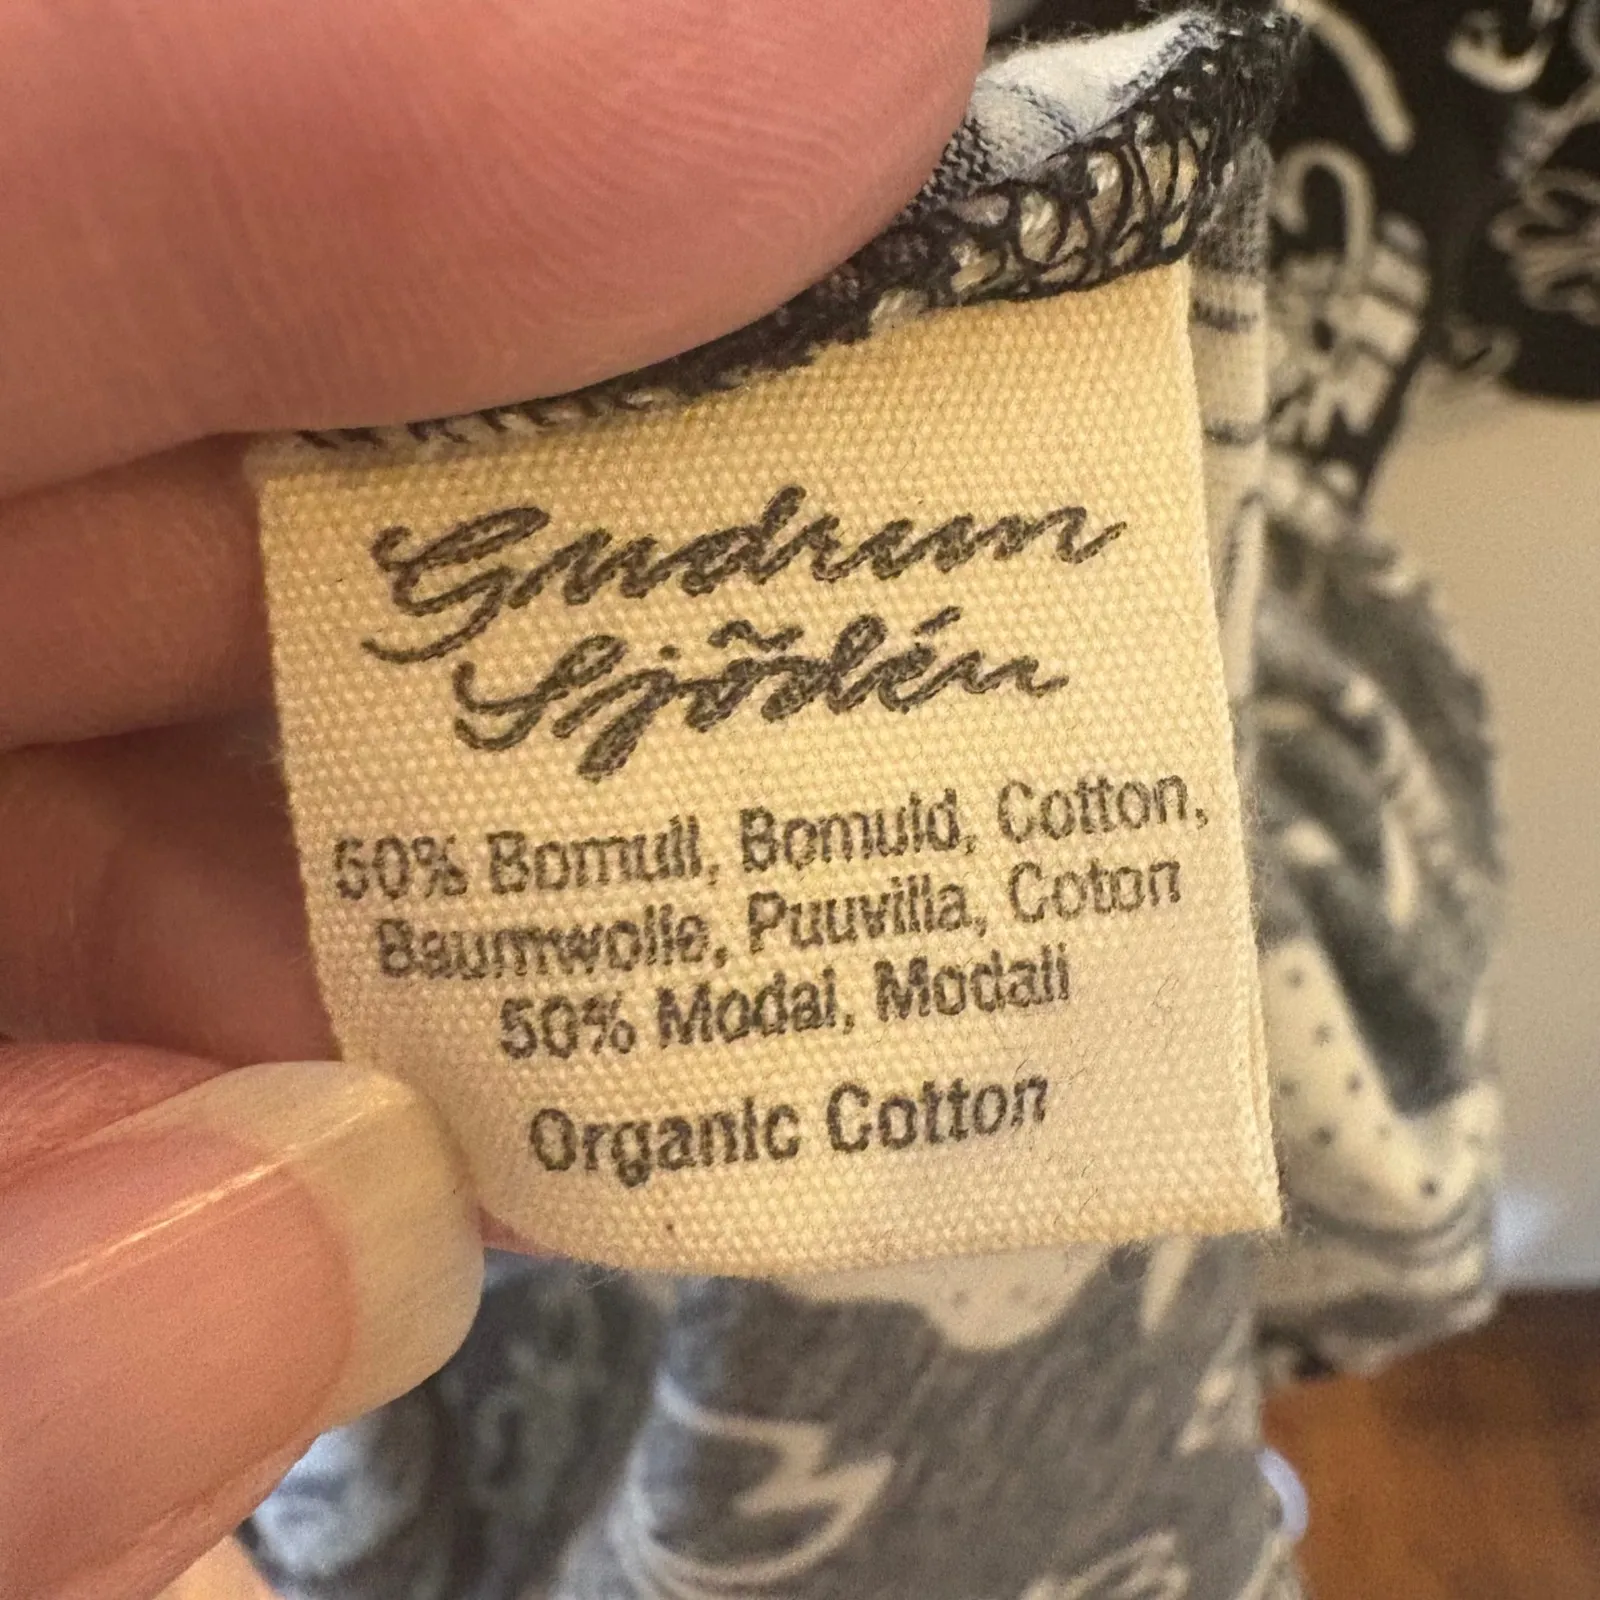 Gudrun
Sjödén
50% Bomull, Bomuld, Cotton,
Baumwolle, Puuvilla, Coton
50% Modal, Modali
Organic Cotton